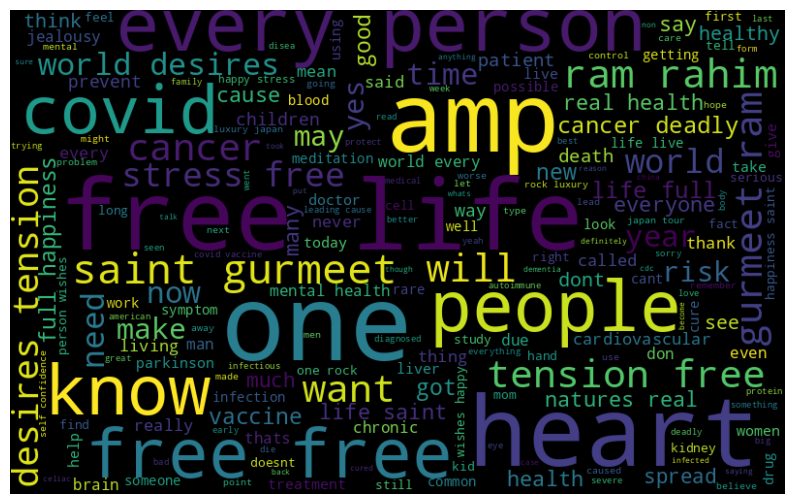 every person
think
feel
mental
disea
using
good
say
first
last
non
care
healthy
jealousy
sure
form
tell
control
getting
world desires
family
happy stress
mean
patient
anything
prevent
cause
going
said
time
live
possible
week
ram rahim
covid
blood
yes
children
luxury japan
amp
read
real health
hope
give
might
trying
cancer
may
protect
best
cancer deadly
every
meditation
world every
death
life live
problem
took
stress free
new
world
take
reason
worse
rock luxury
doctor
put
medical
let
life full
serious
leading cause
cell
whats
lead
body
long
many
never
way
type
everyone
japan tour
better
free life
year
next
today
well
look
fact
talk
yeah
right
called
thank
definitely
sorry
seen
covid vaccine
though
dementia
cdc
cant
dont
saint gurmeet will
risk
cure
remember
love
work
now
mental health
rare
autoimmune
people
become
need
symptom
away
american
men
one
study
due
see
make
man
diagnosed
everything
cardiovascular
great
thing
hand
use
don
even
living
parkinson
infectious
one rock
liver
mom
tension free
protein
know
made
much
want
got
something
infection
natures real
self confidence
vaccine
life saint
women
deadly
find
really
early
chronic
heart
big
thats
die
kid
eye
kidney
help
bad
doesnt
cured
free free
case
caused
saying
brain
someone
back
still
health
infected
celiac
point
treatment
common
severe
spread
believe
drug
desires tension
full happiness
person wishes
wishes happy
gurmeet ram
happiness saint